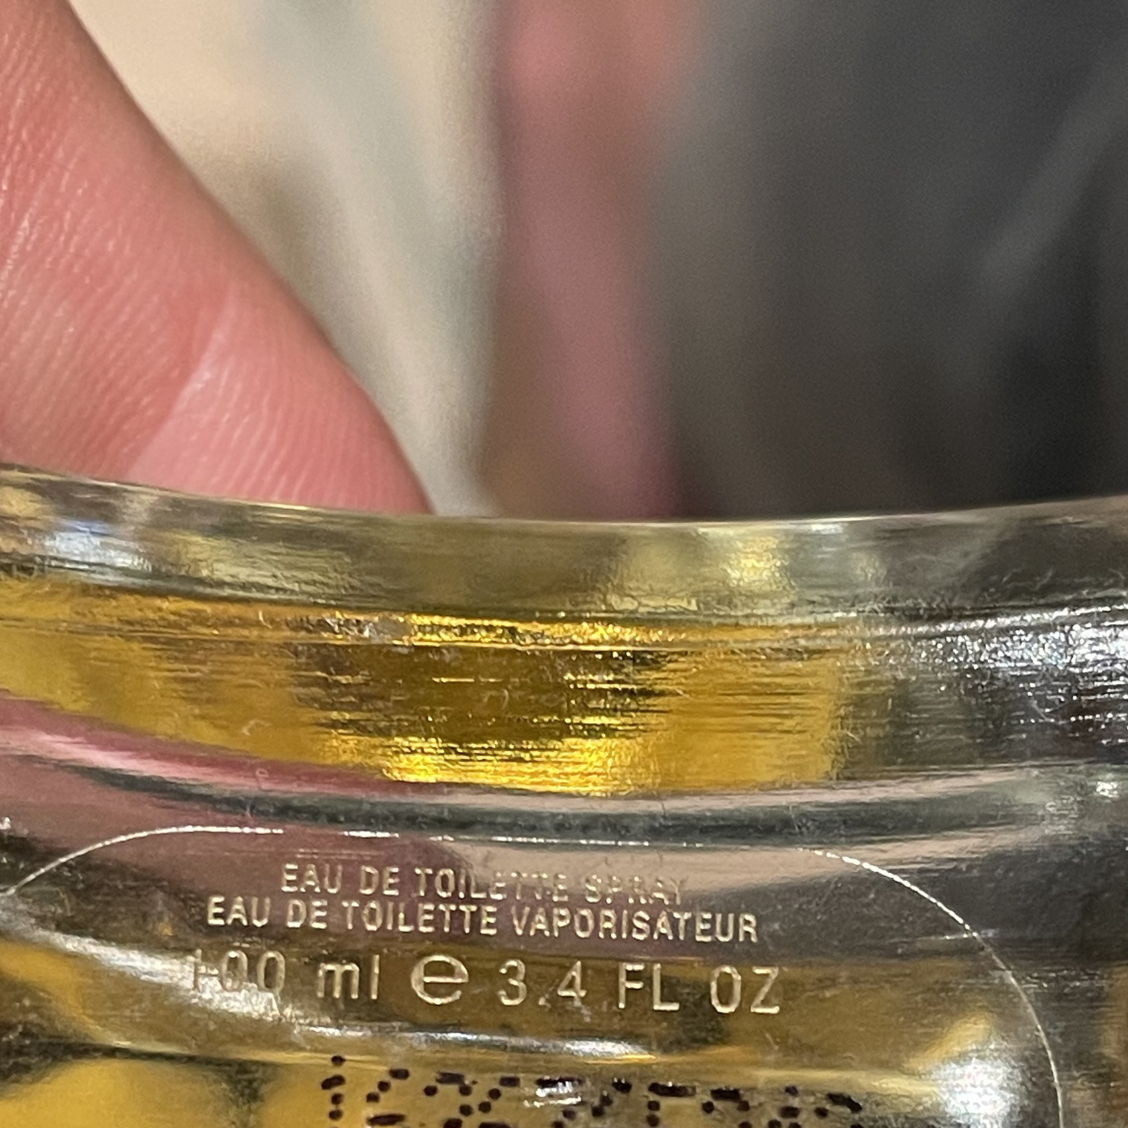 EAU DE TOILETTE SPRAY
EAU DE TOILETTE VAPORISATEUR
100 ml e 3.4 FL OZ